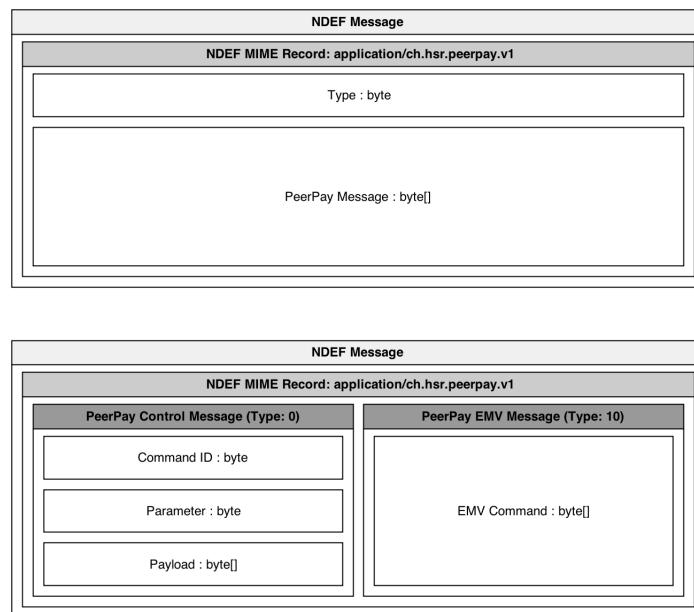 NDEF Message
NDEF MIME Record: application/ch.hsr.peerpay.v1
Type : byte
PeerPay Message : byte[]
NDEF Message
NDEF MIME Record: application/ch.hsr.peerpay.v1
PeerPay Control Message (Type: 0)
Command ID : byte
Parameter : byte
Payload : byte[]
PeerPay EMV Message (Type: 10)
EMV Command : byte[]